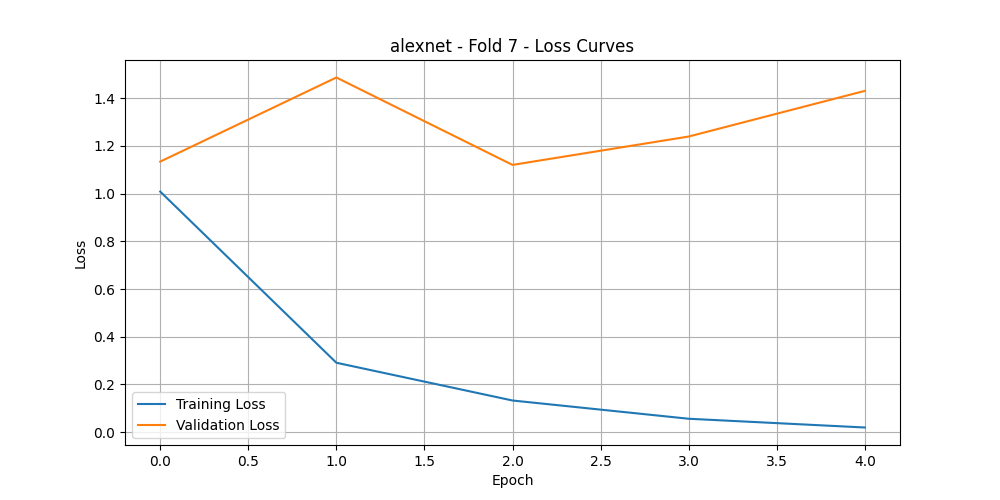 alexnet - Fold 7 - Loss Curves
1.4
1.2
1.0
0.8
0.6
0.4
0.2
0.0
Loss
Training Loss
Validation Loss
0.0 0.5 1.0 1.5 2.0 2.5 3.0 3.5 4.0
Epoch